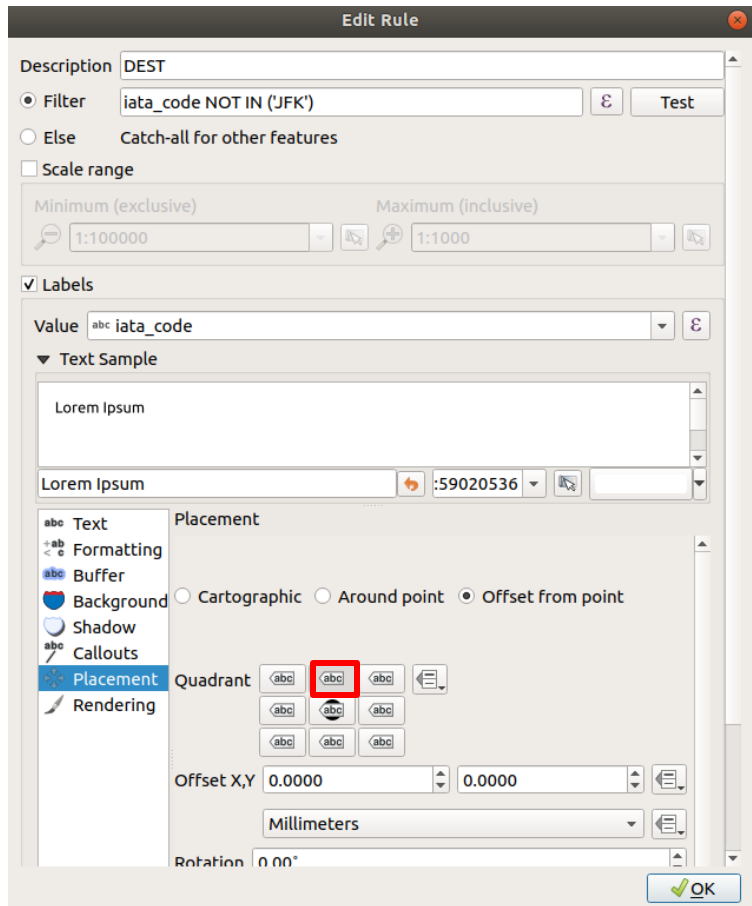 Edit Rule
Description DEST
Filter iata_code NOT IN ('JFK') ε Test
Else Catch-all for other features
Scale range
Minimum (exclusive) Maximum (inclusive)
1:100000 1:1000
Labels
Value abc iata_code ε
Text Sample
Lorem Ipsum
Lorem Ipsum :59020536
abc Text Placement
+ab < c Formatting
abc Buffer
Background Cartographic Around point Offset from point
Shadow
abc Callouts
Placement Quadrant abc abc abc
Rendering abc abc abc
abc abc abc
Offset X,Y 0.0000 0.0000
Millimeters
Rotation 0.00°
OK